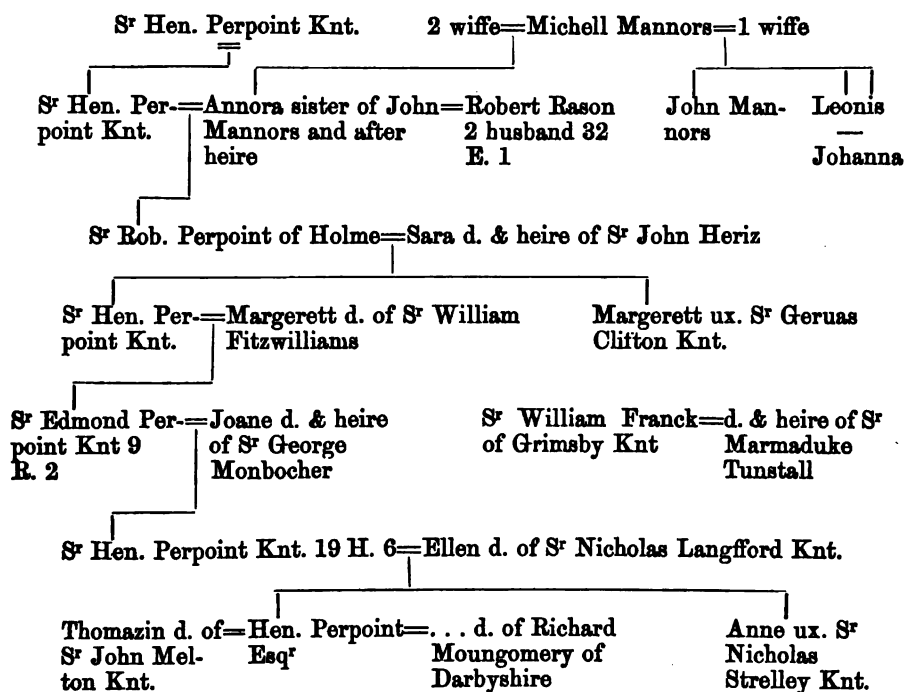 Sʳ Hen. Perpoint Knt. 2 wiffe=Michell Mannors=1 wiffe
Sʳ Hen. Per-=Annora sister of John=Robert Rason John Man- Leonis
point Knt. Mannors and after 2 husband 32 nors —
heire E. 1 Johanna
Sʳ Rob. Perpoint of Holme=Sara d. & heire of Sʳ John Heriz
Sʳ Hen. Per-=Margerett d. of Sʳ William Margerett ux. Sʳ Geruas
point Knt. Fitzwilliams Clifton Knt.
Sʳ Edmond Per-=Joane d. & heire Sʳ William Franck=d. & heire of Sʳ
point Knt 9 of Sʳ George of Grimsby Knt Marmaduke
R. 2 Monbocher Tunstall
Sʳ Hen. Perpoint Knt. 19 H. 6=Ellen d. of Sʳ Nicholas Langfford Knt.
Thomazin d. of=Hen. Perpoint=. . . d. of Richard Anne ux. Sʳ
Sʳ John Mel- Esqʳ Moungomery of Nicholas
ton Knt. Darbyshire Strelley Knt.